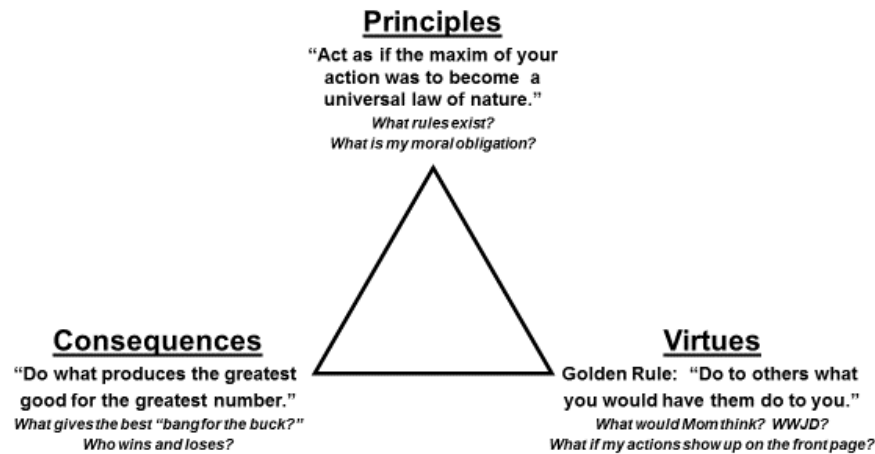 Principles
“Act as if the maxim of your
action was to become a
universal law of nature.”
What rules exist?
What is my moral obligation?
Consequences
“Do what produces the greatest
good for the greatest number.”
What gives the best “bang for the buck?”
Who wins and loses?
Virtues
Golden Rule: “Do to others what
you would have them do to you.”
What would Mom think? WWJD?
What if my actions show up on the front page?